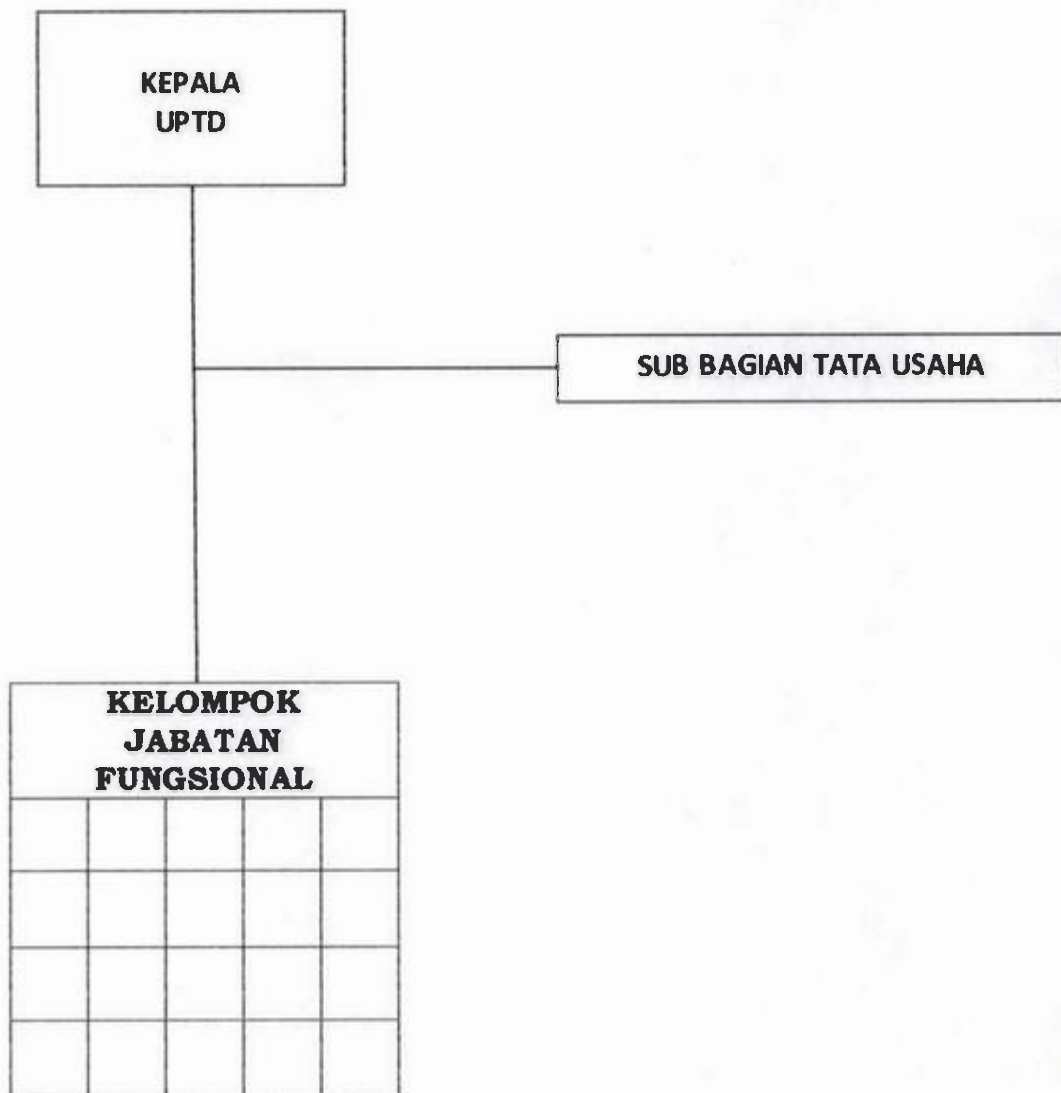 KEPALA
UPTD
SUB BAGIAN TATA USAHA
KELOMPOK
JABATAN
FUNGSIONAL